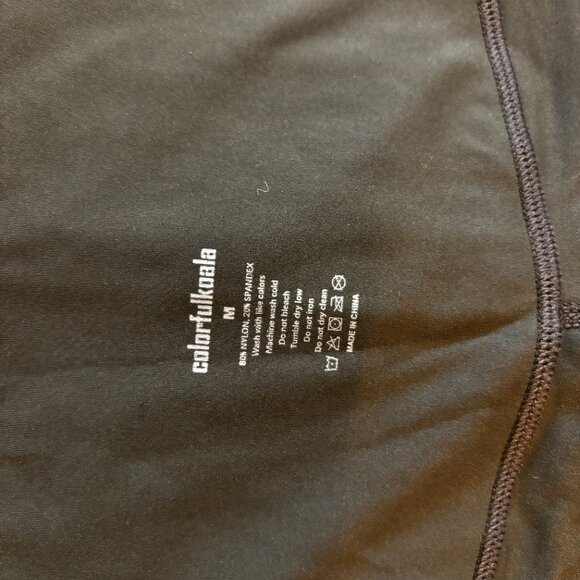 colorfulkoala
M
80% NYLON, 20% SPANDEX
Wash with like colors
Machine wash cold
Do not bleach
Tumble dry low
Do not iron
Do not dry clean
MADE IN CHINA